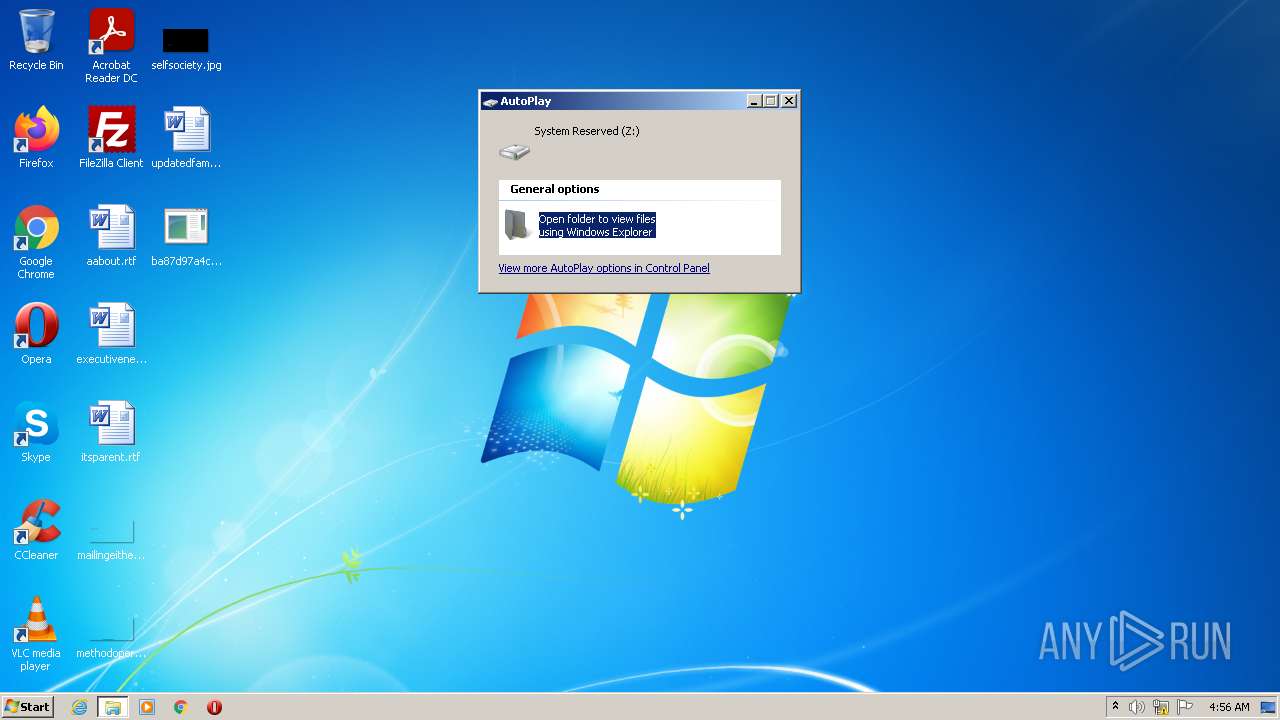 Recycle Bin
Acrobat
Reader DC
selfsociety.jpg
Firefox
FileZilla Client
updatedfam...
Google
Chrome
aabout.rtf
ba87d97a4c...
Opera
executivene...
Skype
itsparent.rtf
CCleaner
mailingeithe...
VLC media
player
methodoper...
AutoPlay
System Reserved (Z:)
General options
Open folder to view files
using Windows Explorer
View more AutoPlay options in Control Panel
ANY RUN
Start
4:56 AM